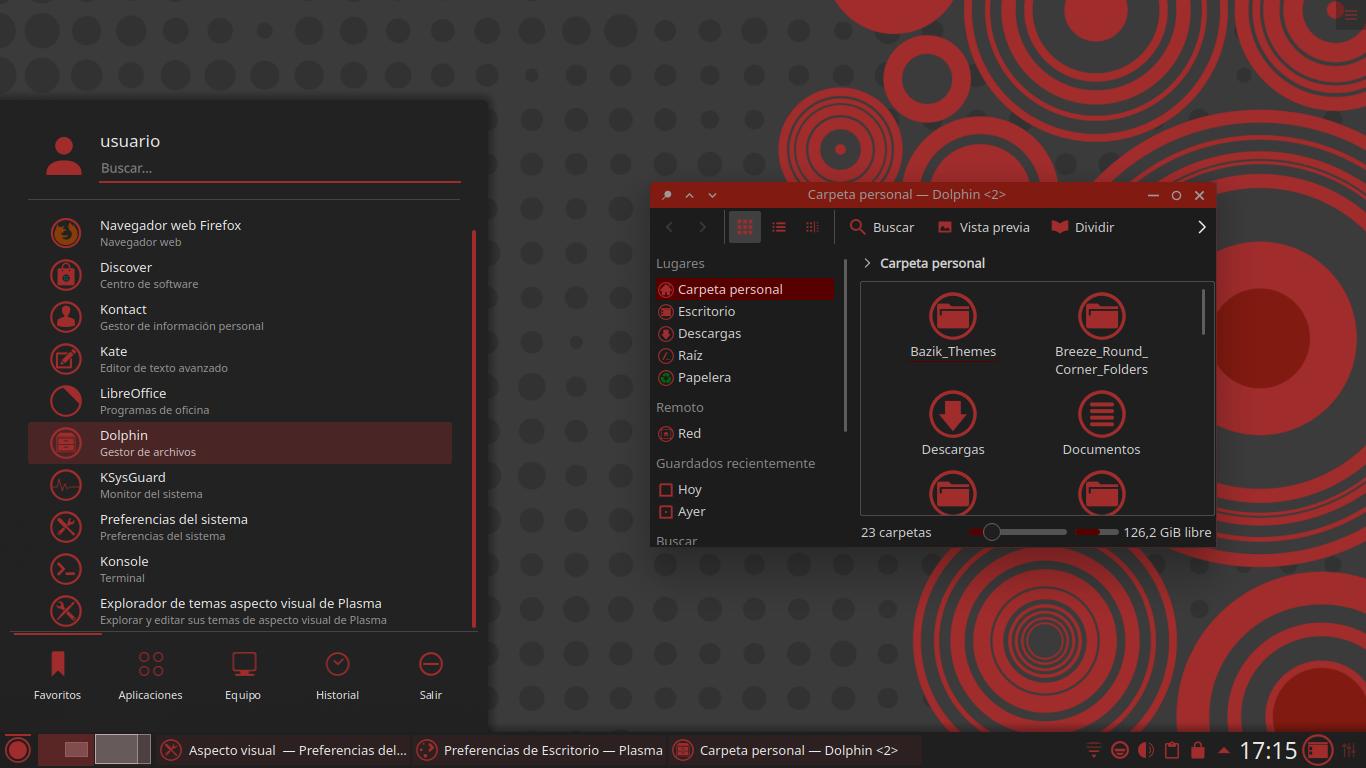 usuario
Buscar...
Navegador web Firefox
Navegador web
Discover
Centro de software
Kontact
Gestor de información personal
Kate
Editor de texto avanzado
LibreOffice
Programas de oficina
Dolphin
Gestor de archivos
KSysGuard
Monitor del sistema
Preferencias del sistema
Preferencias del sistema
Konsole
Terminal
Explorador de temas aspecto visual de Plasma
Explorar y editar sus temas de aspecto visual de Plasma
Favoritos
Aplicaciones
Equipo
Historial
Salir
Carpeta personal — Dolphin <2>
Buscar
Vista previa
Dividir
Lugares
Carpeta personal
Escritorio
Descargas
Raíz
Papelera
Remoto
Red
Guardados recientemente
Hoy
Ayer
Buscar
Carpeta personal
Bazik_Themes
Breeze_Round_
Corner_Folders
Descargas
Documentos
23 carpetas
126,2 GiB libre
Aspecto visual — Preferencias del...
Preferencias de Escritorio — Plasma
Carpeta personal — Dolphin <2>
17:15